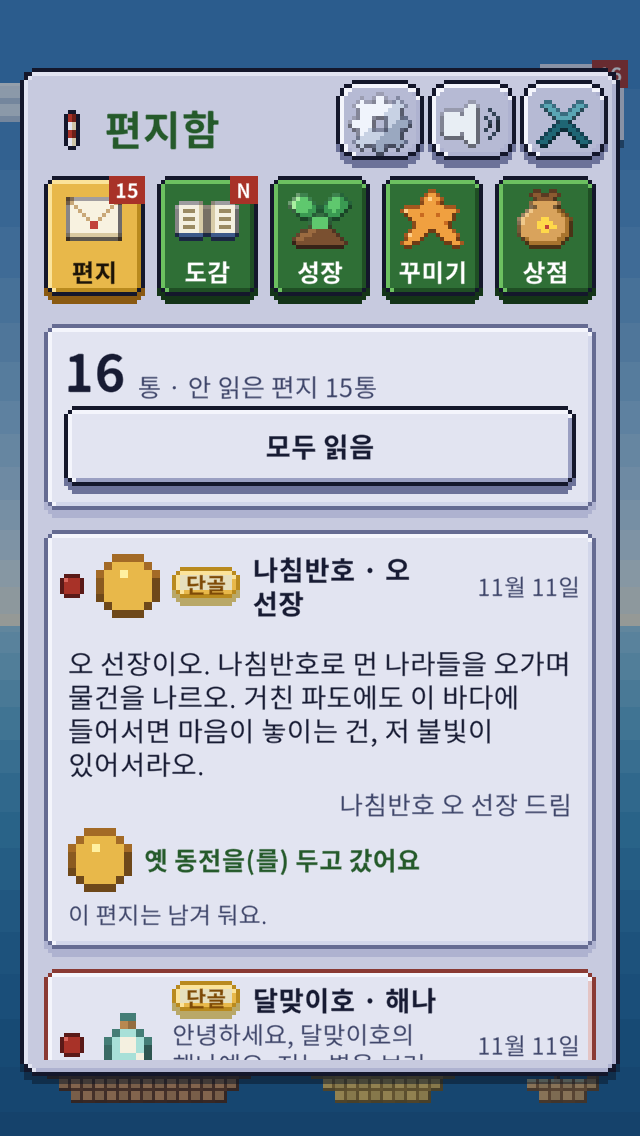 편지함
15
편지
N
도감
성장
꾸미기
상점
16 통 · 안 읽은 편지 15통
모두 읽음
단골
나침반호 · 오
선장
11월 11일
오 선장이오. 나침반호로 먼 나라들을 오가며
물건을 나르오. 거친 파도에도 이 바다에
들어서면 마음이 놓이는 건, 저 불빛이
있어서라오.
나침반호 오 선장 드림
옛 동전을(를) 두고 갔어요
이 편지는 남겨 둬요.
단골
달맞이호 · 해나
안녕하세요, 달맞이호의
11월 11일